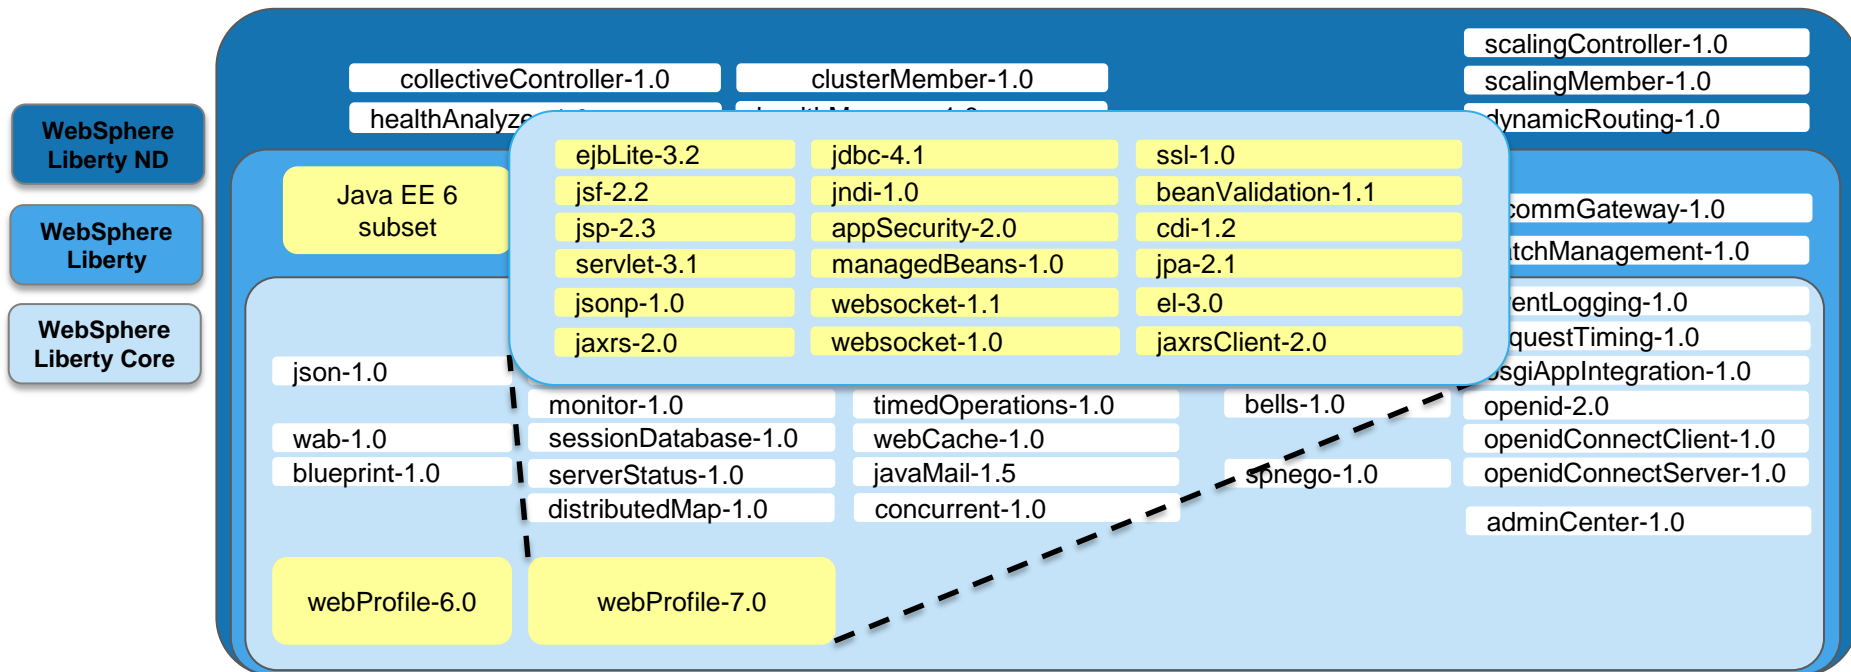 scalingController-1.0
collectiveController-1.0
clusterMember-1.0
scalingMember-1.0
dynamicRouting-1.0
WebSphere
Liberty ND
WebSphere
Liberty
WebSphere
Liberty Core
Java EE 6
subset
ejbLite-3.2
jdbc-4.1
ssl-1.0
jsf-2.2
jndi-1.0
beanValidation-1.1
jsp-2.3
appSecurity-2.0
cdi-1.2
servlet-3.1
managedBeans-1.0
jpa-2.1
jsonp-1.0
websocket-1.1
el-3.0
jaxrs-2.0
websocket-1.0
jaxrsClient-2.0
commGateway-1.0
json-1.0
osgiAppIntegration-1.0
monitor-1.0
timedOperations-1.0
bells-1.0
openid-2.0
wab-1.0
sessionDatabase-1.0
webCache-1.0
openidConnectClient-1.0
blueprint-1.0
serverStatus-1.0
javaMail-1.5
spnego-1.0
openidConnectServer-1.0
distributedMap-1.0
concurrent-1.0
adminCenter-1.0
webProfile-6.0
webProfile-7.0